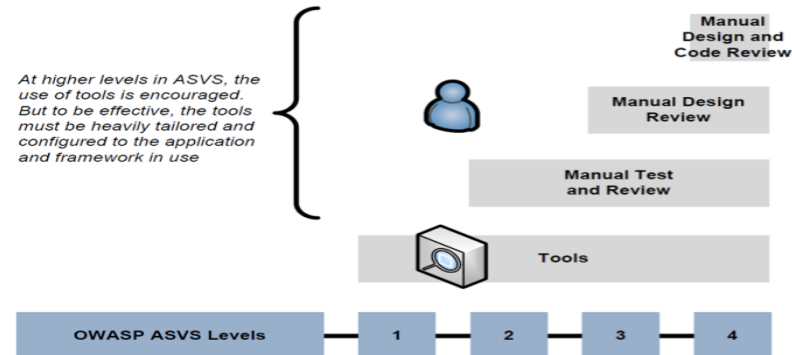 Manual
Design and
Code Review
At higher levels in ASVS, the
use of tools is encouraged.
But to be effective, the tools
must be heavily tailored and
configured to the application
and framework in use
Manual Design
Review
Manual Test
and Review
Tools
OWASP ASVS Levels
1
2
3
4